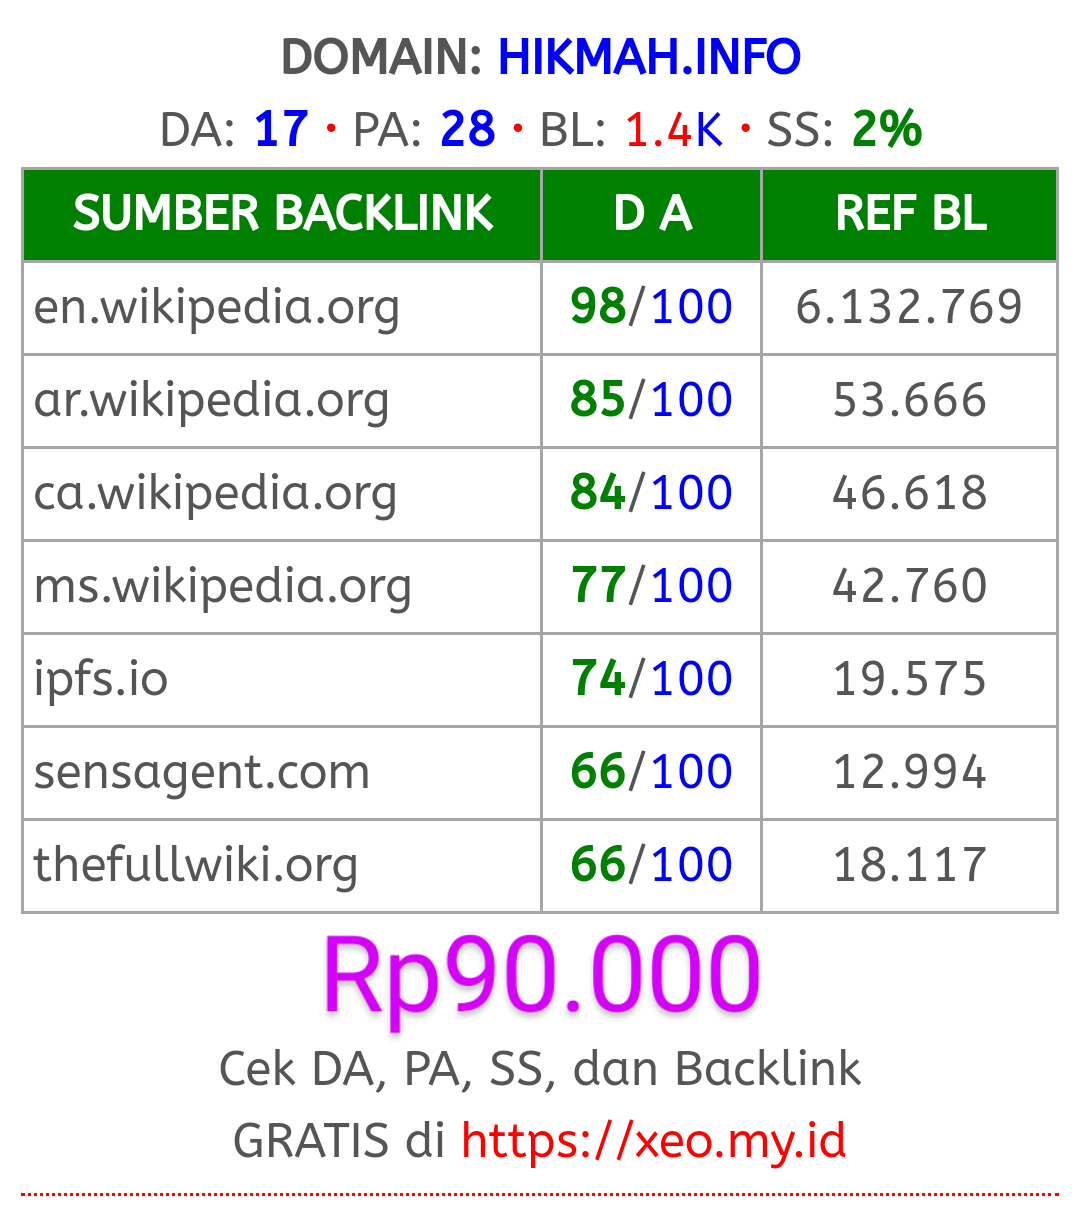 DOMAIN: HIKMAH.INFO
DA: 17 • PA: 28 • BL: 1.4K • SS: 2%
SUMBER BACKLINK D A REF BL
en.wikipedia.org 98/100 6.132.769
ar.wikipedia.org 85/100 53.666
ca.wikipedia.org 84/100 46.618
ms.wikipedia.org 77/100 42.760
ipfs.io 74/100 19.575
sensagent.com 66/100 12.994
thefullwiki.org 66/100 18.117
Rp90.000
Cek DA, PA, SS, dan Backlink
GRATIS di https://xeo.my.id